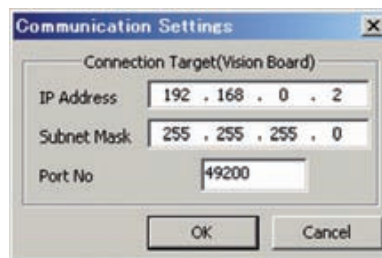 Communication Settings
Connection Target(Vision Board)
IP Address 192 . 168 . 0 . 2
Subnet Mask 255 . 255 . 255 . 0
Port No 49200
OK Cancel